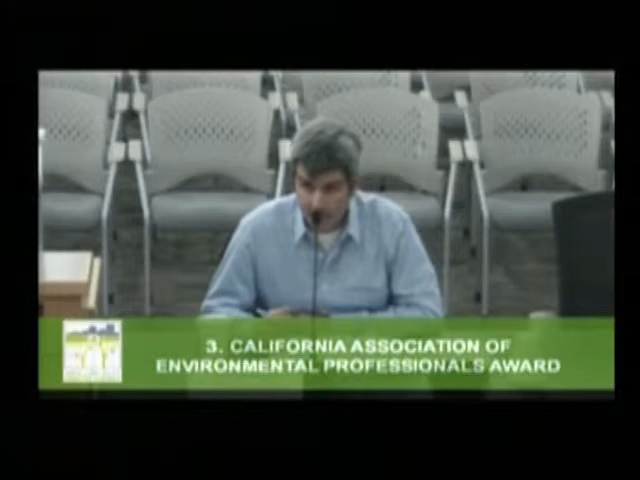 3. CALIFORNIA ASSOCIATION OF
ENVIRONMENTAL PROFESSIONALS AWARD